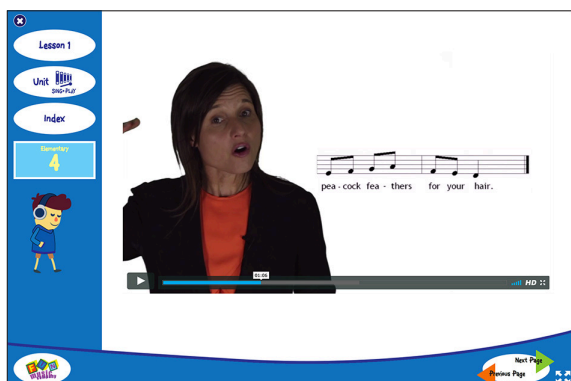 Lesson 1
Unit
SING+PLAY
Index
Elementary
4
pea - cock fea - thers for your hair.
01:06
HD
Next Page
Previous Page